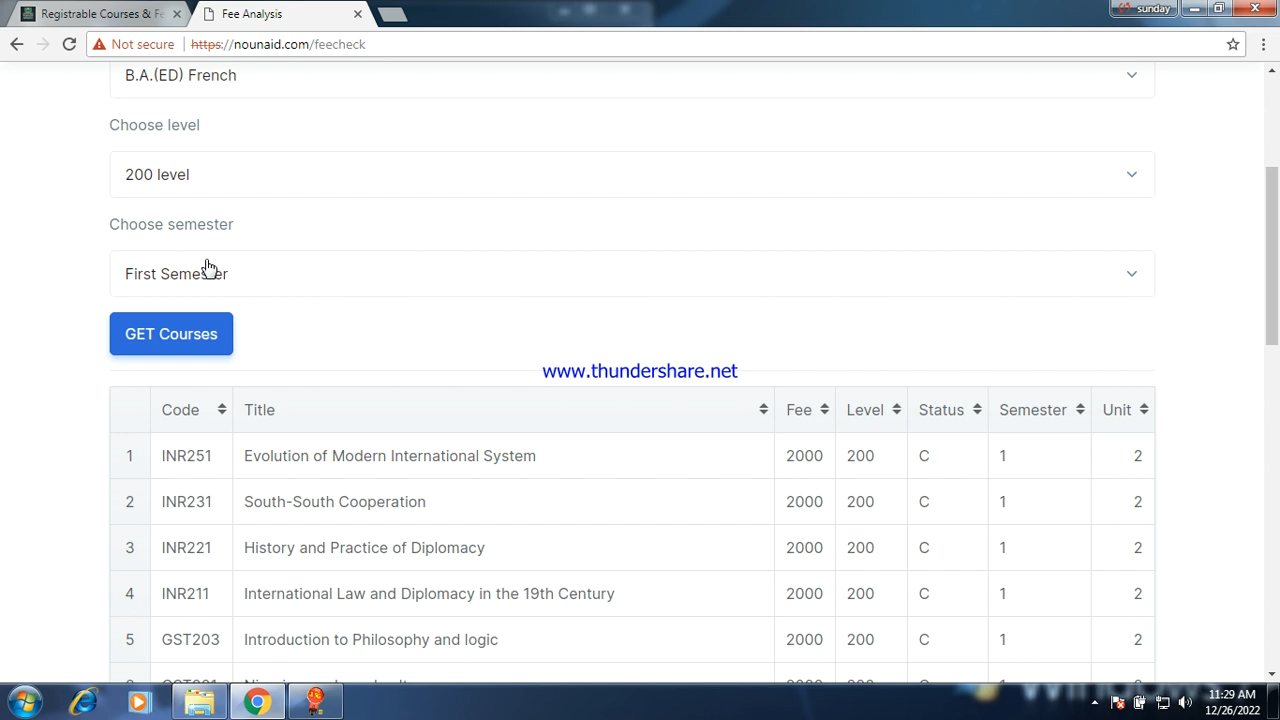 Registrable Courses & Fe
Fee Analysis
sunday
Not secure
https://nounaid.com/feecheck
B.A.(ED) French
Choose level
200 level
Choose semester
First Semester
GET Courses
www.thundershare.net
Code Title Fee Level Status Semester Unit
1 INR251 Evolution of Modern International System 2000 200 C 1 2
2 INR231 South-South Cooperation 2000 200 C 1 2
3 INR221 History and Practice of Diplomacy 2000 200 C 1 2
4 INR211 International Law and Diplomacy in the 19th Century 2000 200 C 1 2
5 GST203 Introduction to Philosophy and logic 2000 200 C 1 2
11:29 AM
12/26/2022